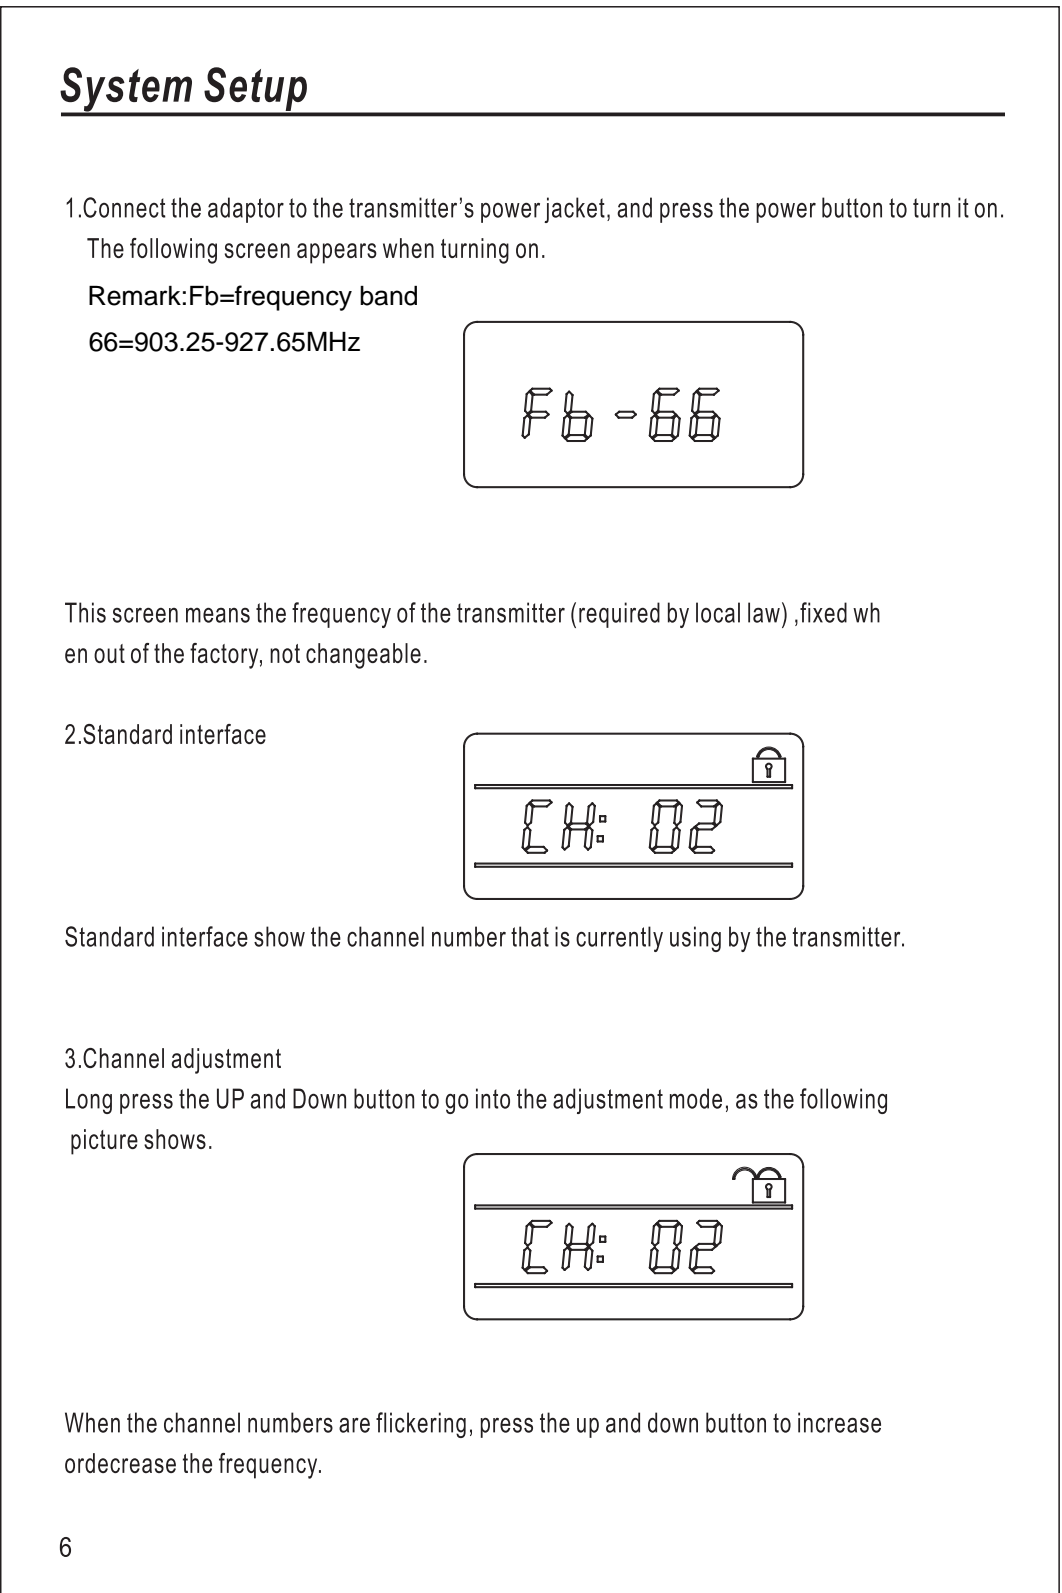 System Setup
1.Connect the adaptor to the transmitter's power jacket, and press the power button to turn it on.
The following screen appears when turning on.
Remark:Fb=frequency band
66=903.25-927.65MHz
Fb-66
This screen means the frequency of the transmitter (required by local law) ,fixed wh
en out of the factory, not changeable.
2.Standard interface
CH: 02
Standard interface show the channel number that is currently using by the transmitter.
3.Channel adjustment
Long press the UP and Down button to go into the adjustment mode, as the following
picture shows.
CH: 02
When the channel numbers are flickering, press the up and down button to increase
ordecrease the frequency.
6